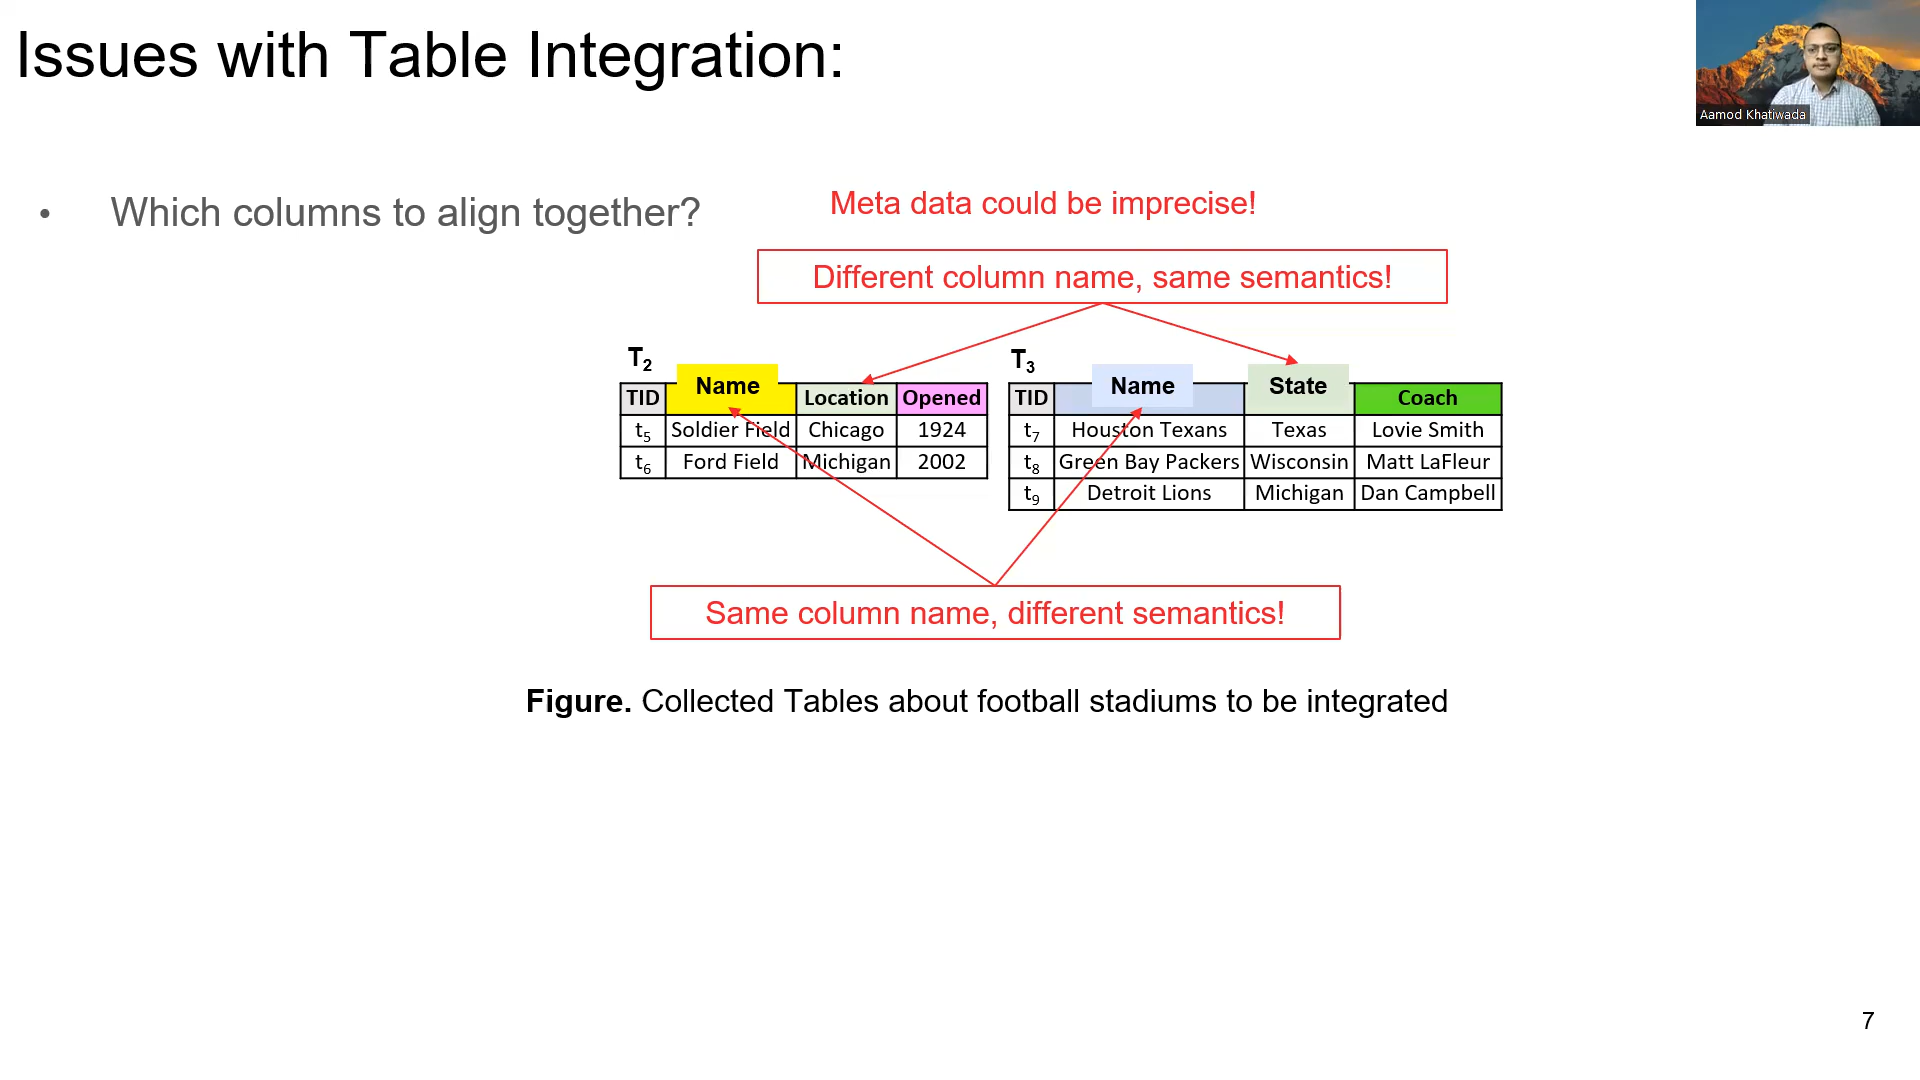 Issues with Table Integration:
Aamod Khatiwada
• Which columns to align together?
Meta data could be imprecise!
Different column name, same semantics!
T2
TID Name Location Opened
t5 Soldier Field Chicago 1924
t6 Ford Field Michigan 2002
T3
TID Name State Coach
t7 Houston Texans Texas Lovie Smith
t8 Green Bay Packers Wisconsin Matt LaFleur
t9 Detroit Lions Michigan Dan Campbell
Same column name, different semantics!
Figure. Collected Tables about football stadiums to be integrated
7